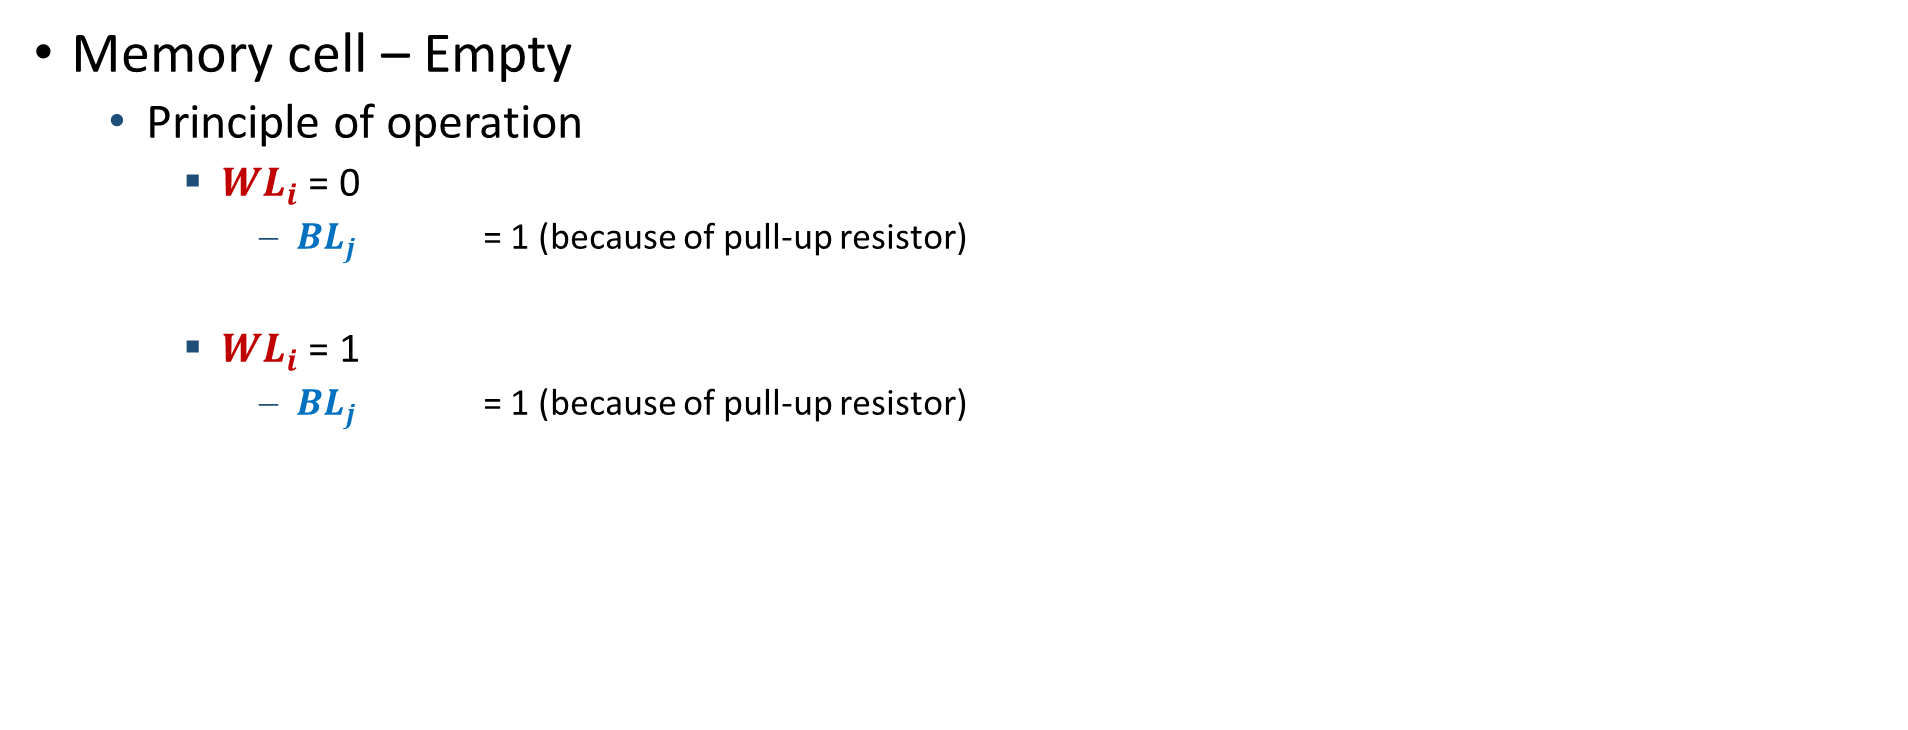 • Memory cell – Empty
• Principle of operation
▪ WLᵢ = 0
– BLⱼ = 1 (because of pull-up resistor)
▪ WLᵢ = 1
– BLⱼ = 1 (because of pull-up resistor)